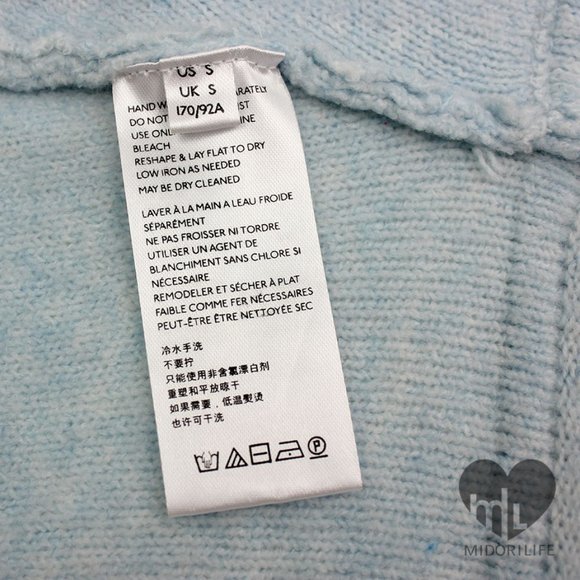 US S
UK S
170/92A
HAND W RATELY
DO NOT IST
USE ONL INE
BLEACH
RESHAPE & LAY FLAT TO DRY
LOW IRON AS NEEDED
MAY BE DRY CLEANED
LAVER À LA MAIN A LEAU FROIDE
SÉPARÉMENT
NE PAS FROISSER NI TORDRE
UTILISER UN AGENT DE
BLANCHIMENT SANS CHLORE SI
NÉCESSAIRE
REMODELER ET SÉCHER À PLAT
FAIBLE COMME FER NÉCESSAIRES
PEUT-ÊTRE ÊTRE NETTOYÉE SEC
冷水手洗
不要拧
只能使用非含氯漂白剂
重塑和平放晾干
如果需要，低温熨烫
也许可干洗
P
ML
MIDORILIFE